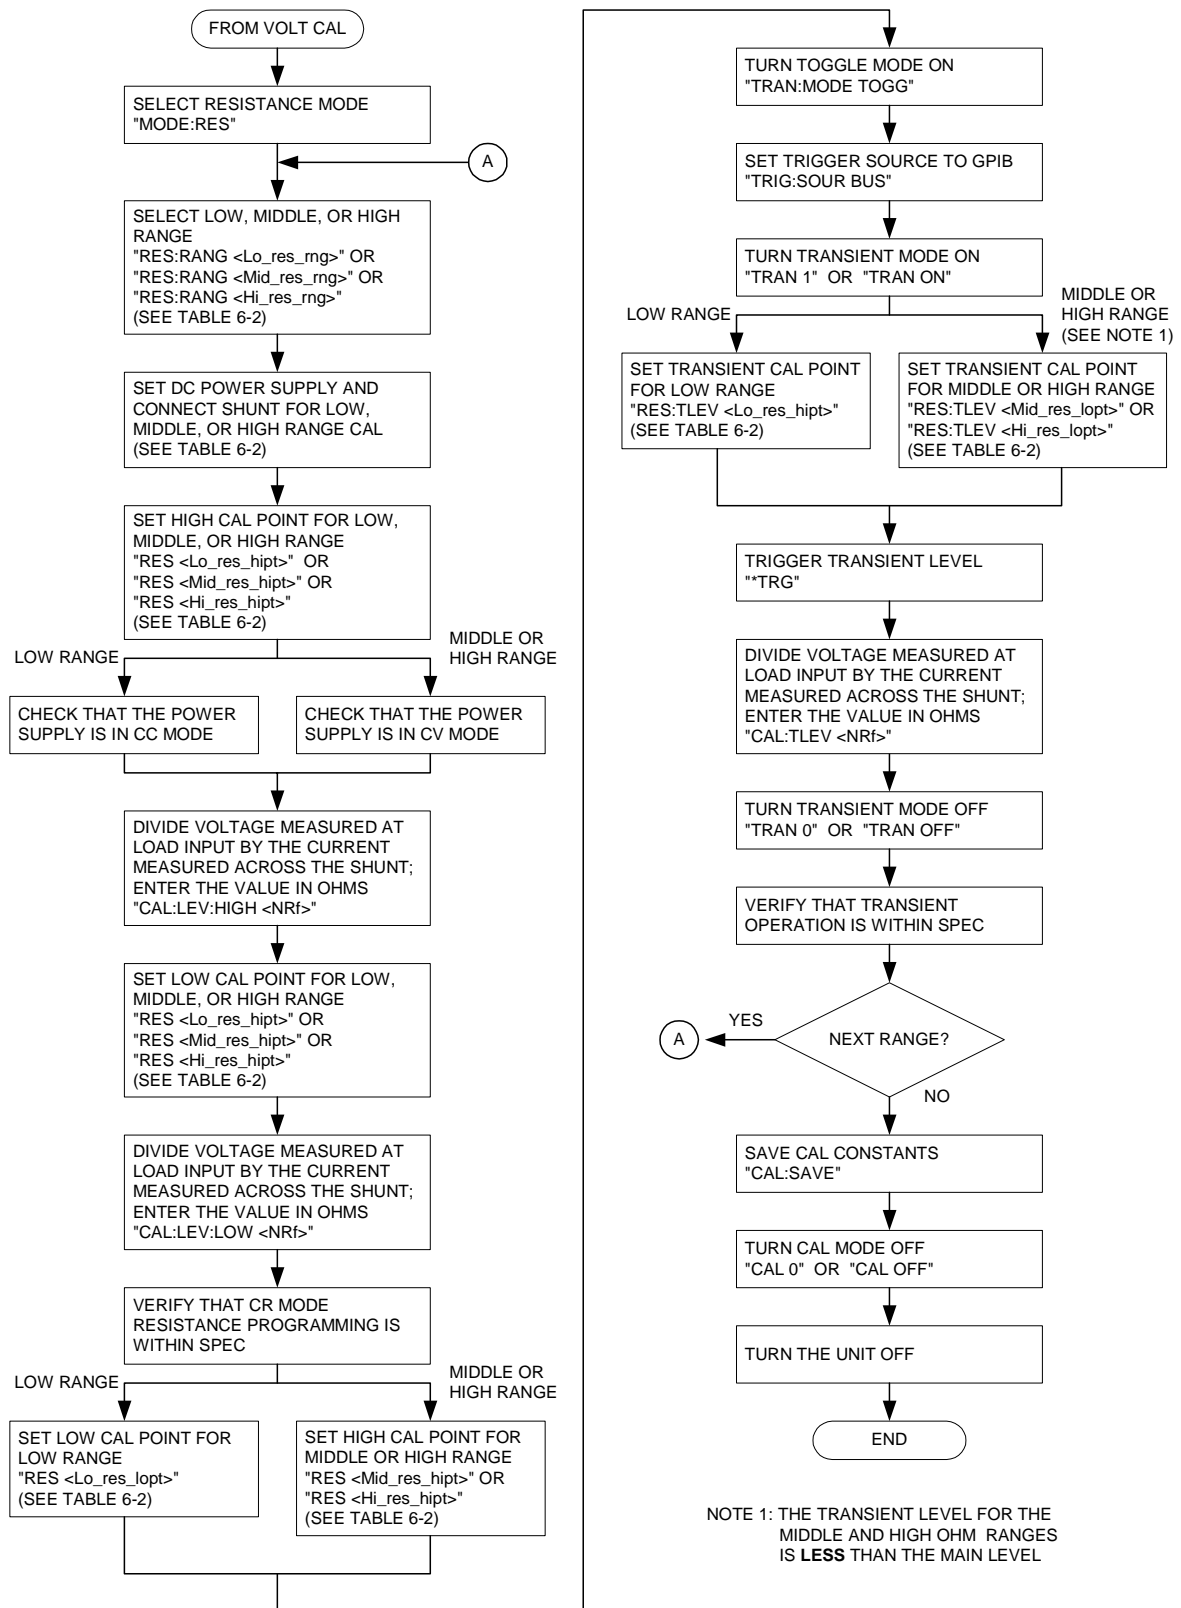 FROM VOLT CAL
SELECT RESISTANCE MODE
"MODE:RES"
A
SELECT LOW, MIDDLE, OR HIGH
RANGE
"RES:RANG <Lo_res_rng>" OR
"RES:RANG <Mid_res_rng>" OR
"RES:RANG <Hi_res_rng>"
(SEE TABLE 6-2)
SET DC POWER SUPPLY AND
CONNECT SHUNT FOR LOW,
MIDDLE, OR HIGH RANGE CAL
(SEE TABLE 6-2)
SET HIGH CAL POINT FOR LOW,
MIDDLE, OR HIGH RANGE
"RES <Lo_res_hipt>" OR
"RES <Mid_res_hipt>" OR
"RES <Hi_res_hipt>"
(SEE TABLE 6-2)
LOW RANGE
MIDDLE OR
HIGH RANGE
CHECK THAT THE POWER
SUPPLY IS IN CC MODE
CHECK THAT THE POWER
SUPPLY IS IN CV MODE
DIVIDE VOLTAGE MEASURED AT
LOAD INPUT BY THE CURRENT
MEASURED ACROSS THE SHUNT;
ENTER THE VALUE IN OHMS
"CAL:LEV:HIGH <NRf>"
SET LOW CAL POINT FOR LOW,
MIDDLE, OR HIGH RANGE
"RES <Lo_res_hipt>" OR
"RES <Mid_res_hipt>" OR
"RES <Hi_res_hipt>"
(SEE TABLE 6-2)
DIVIDE VOLTAGE MEASURED AT
LOAD INPUT BY THE CURRENT
MEASURED ACROSS THE SHUNT;
ENTER THE VALUE IN OHMS
"CAL:LEV:LOW <NRf>"
VERIFY THAT CR MODE
RESISTANCE PROGRAMMING IS
WITHIN SPEC
LOW RANGE
MIDDLE OR
HIGH RANGE
SET LOW CAL POINT FOR
LOW RANGE
"RES <Lo_res_lopt>"
(SEE TABLE 6-2)
SET HIGH CAL POINT FOR
MIDDLE OR HIGH RANGE
"RES <Mid_res_hipt>" OR
"RES <Hi_res_hipt>"
(SEE TABLE 6-2)
TURN TOGGLE MODE ON
"TRAN:MODE TOGG"
SET TRIGGER SOURCE TO GPIB
"TRIG:SOUR BUS"
TURN TRANSIENT MODE ON
"TRAN 1" OR "TRAN ON"
LOW RANGE
MIDDLE OR
HIGH RANGE
(SEE NOTE 1)
SET TRANSIENT CAL POINT
FOR LOW RANGE
"RES:TLEV <Lo_res_hipt>"
(SEE TABLE 6-2)
SET TRANSIENT CAL POINT
FOR MIDDLE OR HIGH RANGE
"RES:TLEV <Mid_res_lopt>" OR
"RES:TLEV <Hi_res_lopt>"
(SEE TABLE 6-2)
TRIGGER TRANSIENT LEVEL
"*TRG"
DIVIDE VOLTAGE MEASURED AT
LOAD INPUT BY THE CURRENT
MEASURED ACROSS THE SHUNT;
ENTER THE VALUE IN OHMS
"CAL:TLEV <NRf>"
TURN TRANSIENT MODE OFF
"TRAN 0" OR "TRAN OFF"
VERIFY THAT TRANSIENT
OPERATION IS WITHIN SPEC
NEXT RANGE?
YES
A
NO
SAVE CAL CONSTANTS
"CAL:SAVE"
TURN CAL MODE OFF
"CAL 0" OR "CAL OFF"
TURN THE UNIT OFF
END
NOTE 1: THE TRANSIENT LEVEL FOR THE
MIDDLE AND HIGH OHM RANGES
IS LESS THAN THE MAIN LEVEL